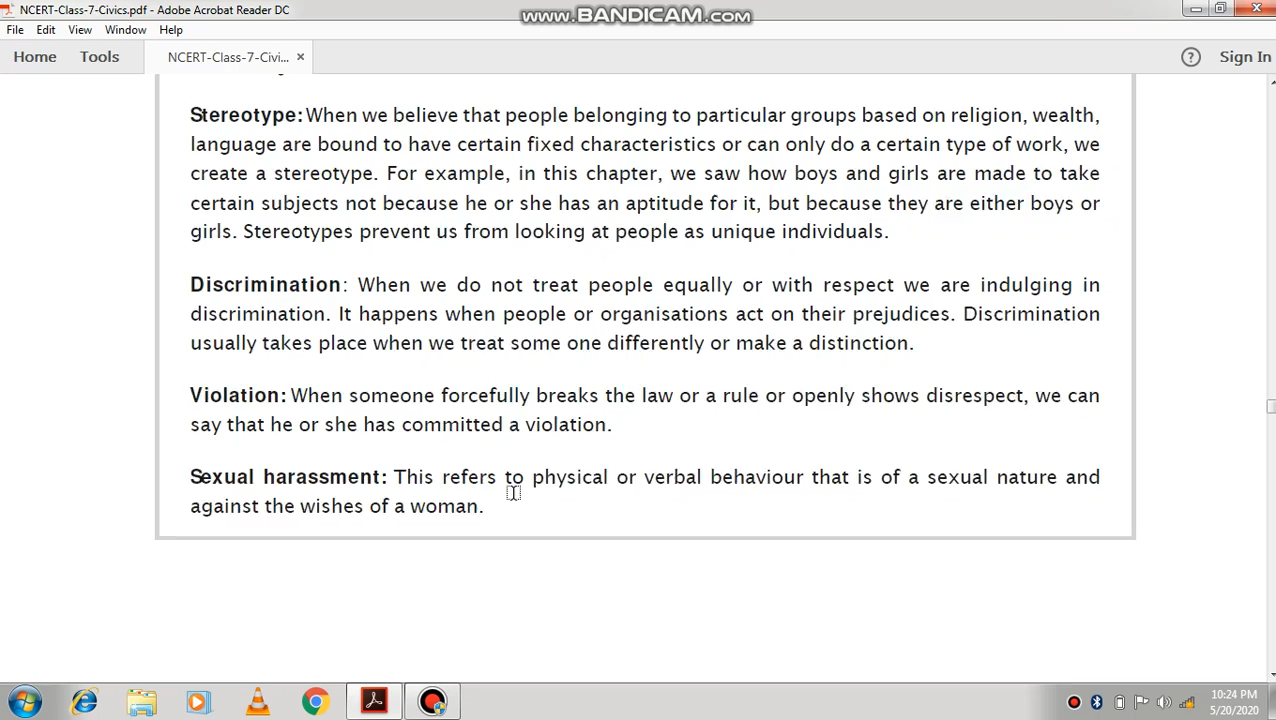 NCERT-Class-7-Civics.pdf - Adobe Acrobat Reader DC
www.BANDICAM.com
File Edit View Window Help
Home Tools NCERT-Class-7-Civi... × ? Sign In
Stereotype: When we believe that people belonging to particular groups based on religion, wealth,
language are bound to have certain fixed characteristics or can only do a certain type of work, we
create a stereotype. For example, in this chapter, we saw how boys and girls are made to take
certain subjects not because he or she has an aptitude for it, but because they are either boys or
girls. Stereotypes prevent us from looking at people as unique individuals.
Discrimination: When we do not treat people equally or with respect we are indulging in
discrimination. It happens when people or organisations act on their prejudices. Discrimination
usually takes place when we treat some one differently or make a distinction.
Violation: When someone forcefully breaks the law or a rule or openly shows disrespect, we can
say that he or she has committed a violation.
Sexual harassment: This refers to physical or verbal behaviour that is of a sexual nature and
against the wishes of a woman.
10:24 PM
5/20/2020